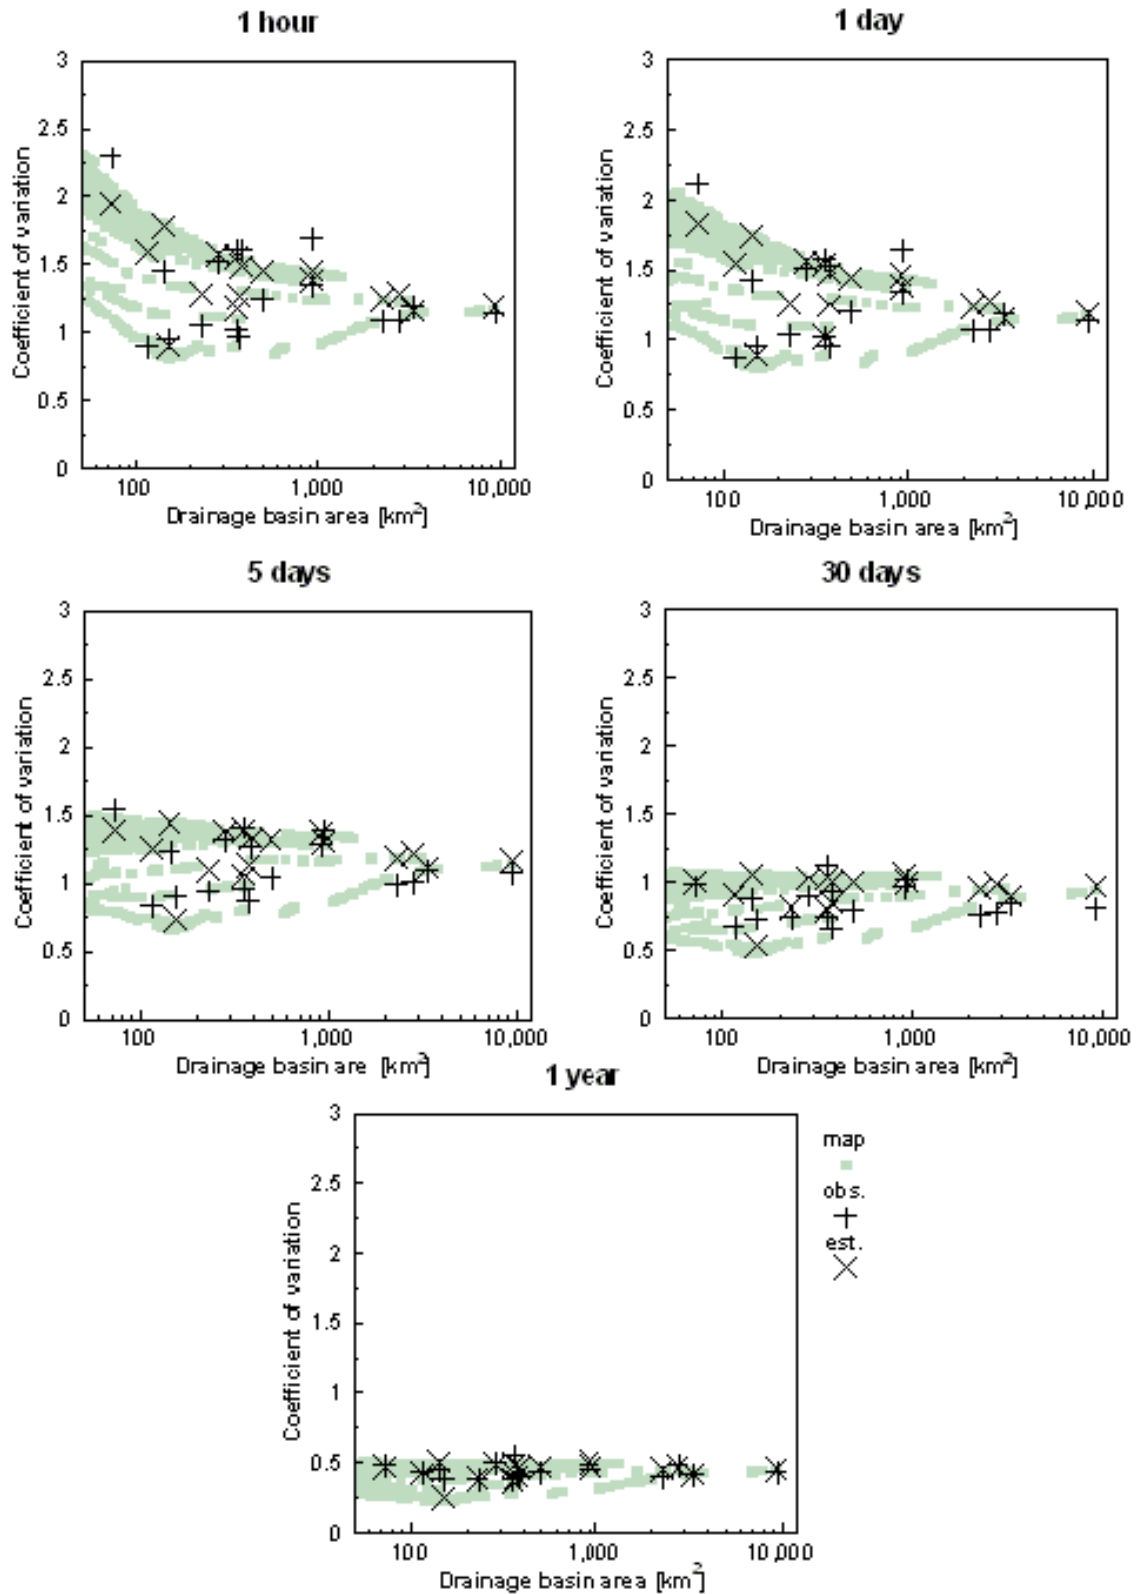 1 hour
3
2.5
2
1.5
1
0.5
0
Coefficient of variation
100
1,000
10,000
Drainage basin area [km²]
1 day
3
2.5
2
1.5
1
0.5
0
Coefficient of variation
100
1,000
10,000
Drainage basin area [km²]
5 days
3
2.5
2
1.5
1
0.5
0
Coefficient of variation
100
1,000
10,000
Drainage basin are [km²]
30 days
3
2.5
2
1.5
1
0.5
0
Coefficient of variation
100
1,000
10,000
Drainage basin area [km²]
1 year
3
2.5
2
1.5
1
0.5
0
Coefficient of variation
100
1,000
10,000
Drainage basin area [km²]
map
obs.
est.